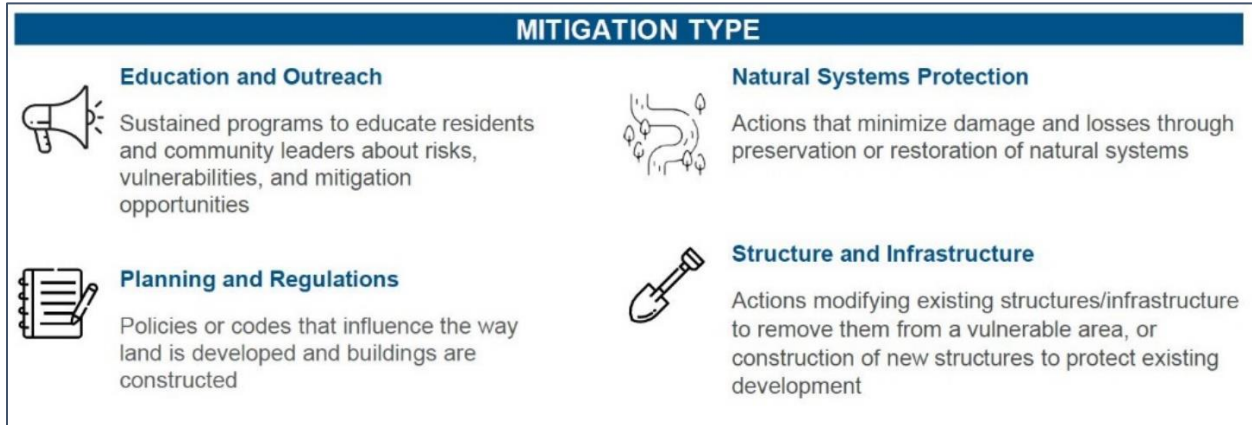 MITIGATION TYPE
Education and Outreach
Sustained programs to educate residents
and community leaders about risks,
vulnerabilities, and mitigation
opportunities
Planning and Regulations
Policies or codes that influence the way
land is developed and buildings are
constructed
Natural Systems Protection
Actions that minimize damage and losses through
preservation or restoration of natural systems
Structure and Infrastructure
Actions modifying existing structures/infrastructure
to remove them from a vulnerable area, or
construction of new structures to protect existing
development